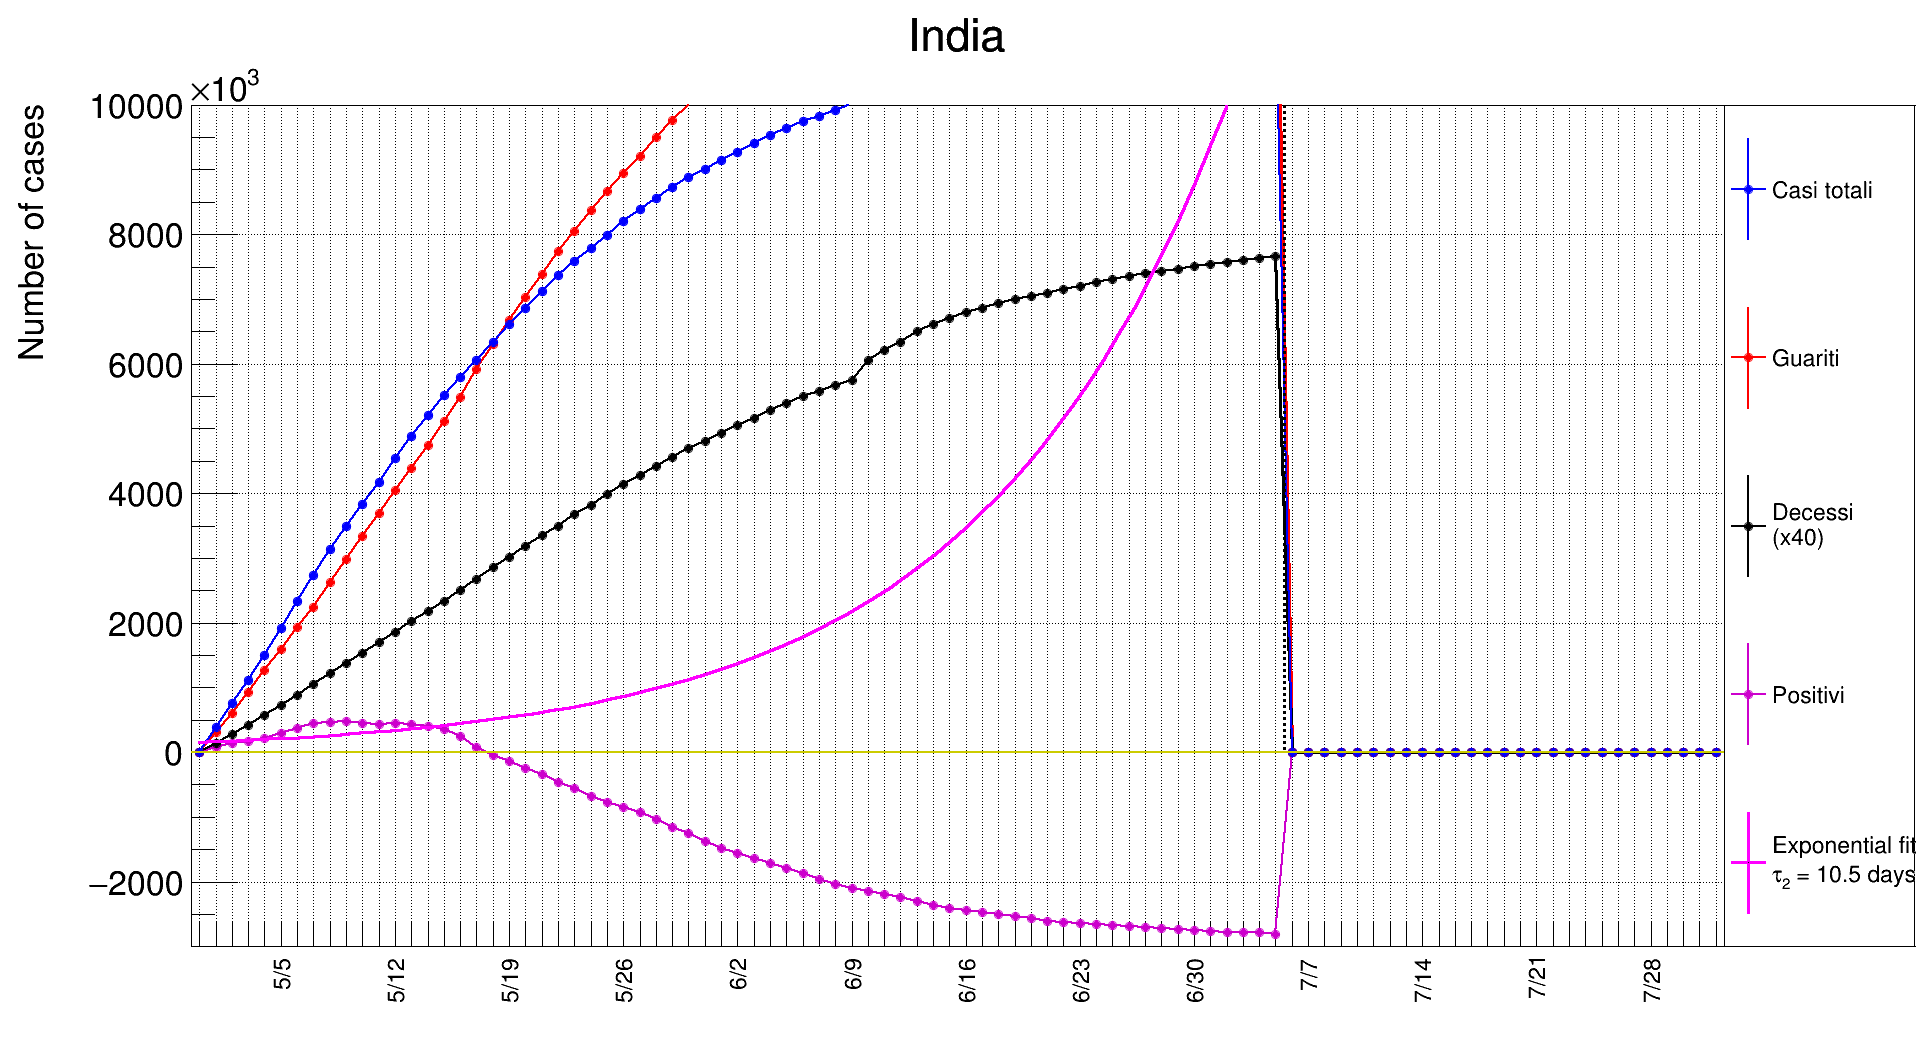 India
×10³
Number of cases
10000
8000
6000
4000
2000
0
−2000
5/5
5/12
5/19
5/26
6/2
6/9
6/16
6/23
6/30
7/7
7/14
7/21
7/28
Casi totali
Guariti
Decessi
(x40)
Positivi
Exponential fit
τ₂ = 10.5 days